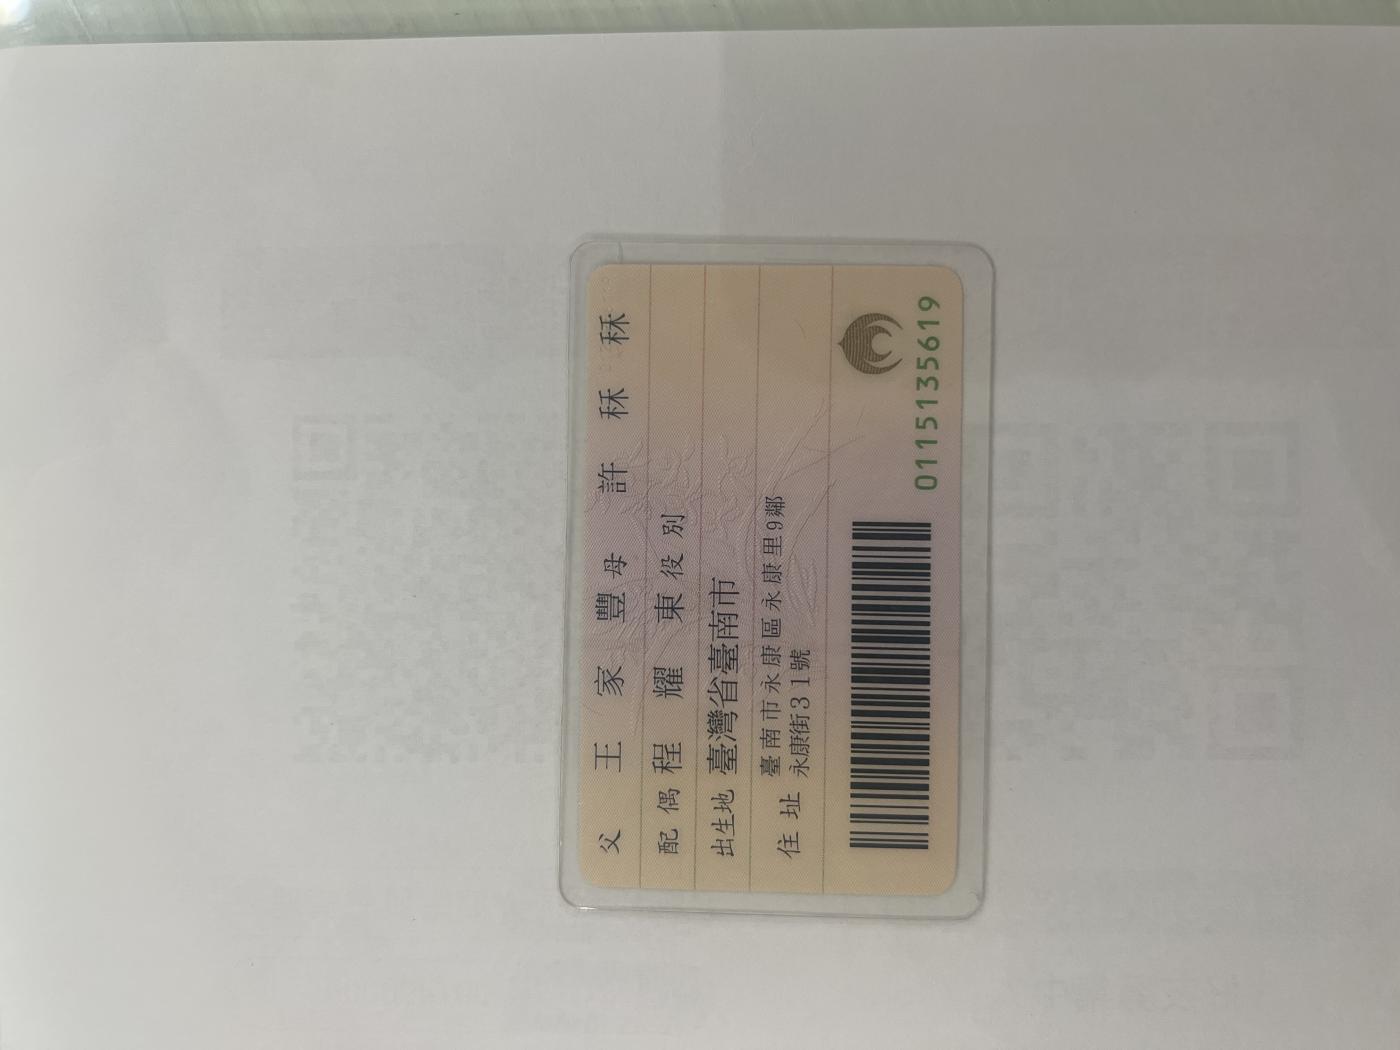 父 王家豐 母 許秝秝
配偶 程耀東 役別
出生地 臺灣省臺南市
住址 臺南市永康區永康里9鄰
永康街31號
0115135619